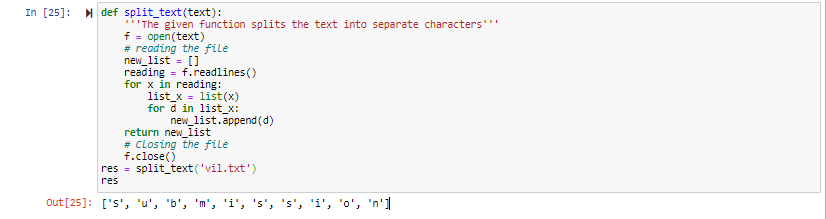 In [25]: def split_text(text):
    '''The given function splits the text into separate characters'''
    f = open(text)
    # reading the file
    new_list = []
    reading = f.readlines()
    for x in reading:
        list_x = list(x)
        for d in list_x:
            new_list.append(d)
    return new_list
    # Closing the file
    f.close()
res = split_text('vil.txt')
res
Out[25]: ['S', 'u', 'b', 'm', 'i', 's', 's', 'i', 'o', 'n']